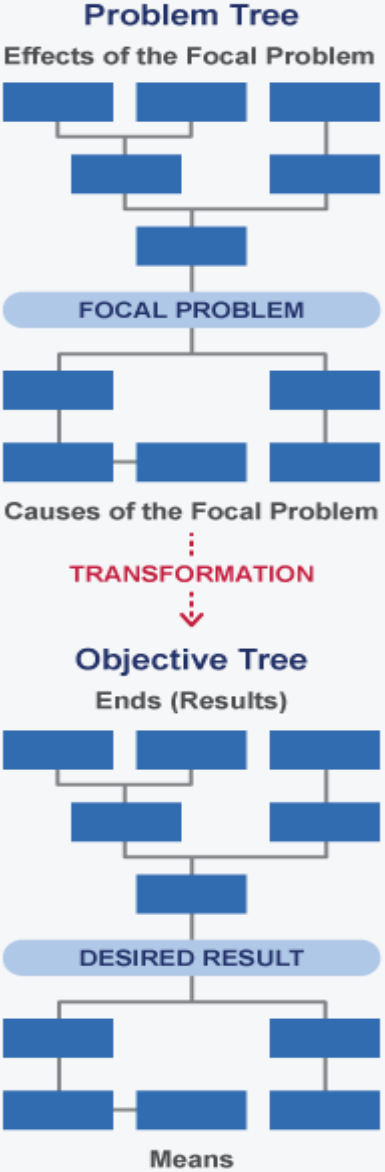 Problem Tree
Effects of the Focal Problem
FOCAL PROBLEM
Causes of the Focal Problem
TRANSFORMATION
Objective Tree
Ends (Results)
DESIRED RESULT
Means